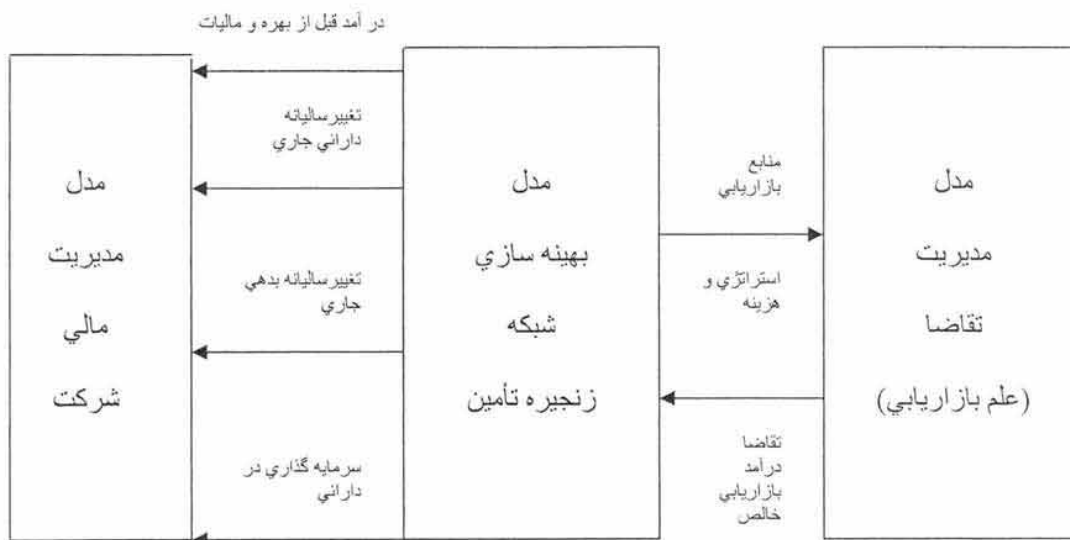 در آمد قبل از بهره و ماليات
مدل
مديريت
تقاضا
(علم بازاريابي)
منابع
بازاريابي
استراتژي و
هزينه
تقاضا
درآمد
بازاريابي
خالص
مدل
بهينه سازي
شبكه
زنجيره تأمين
تغييرساليانه
دارائي جاري
تغييرساليانه بدهي
جاري
سرمايه گذاري در
دارائي
مدل
مديريت
مالي
شركت